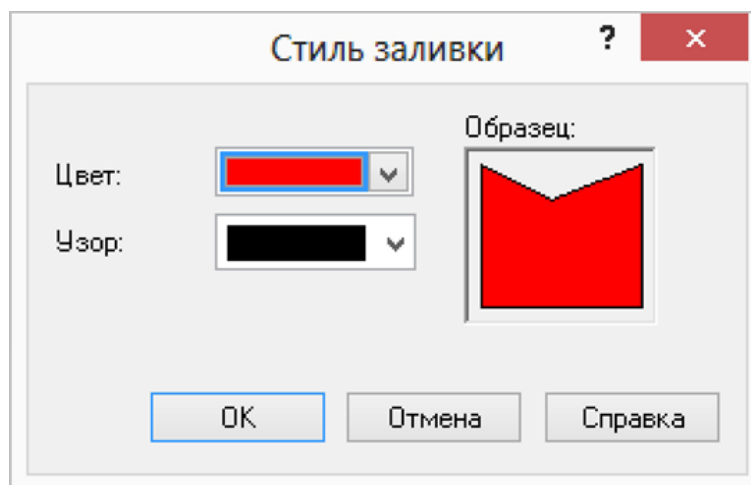 Стиль заливки
?
×
Образец:
Цвет:
Узор:
OK
Отмена
Справка